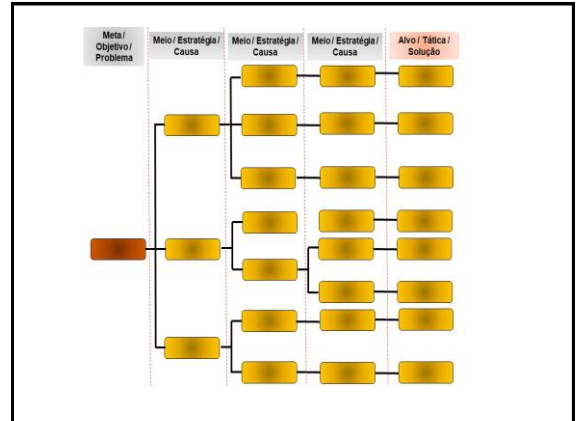 Meta /
Objetivo /
Problema
Meio / Estratégia /
Causa
Meio / Estratégia /
Causa
Meio / Estratégia /
Causa
Alvo / Tática /
Solução